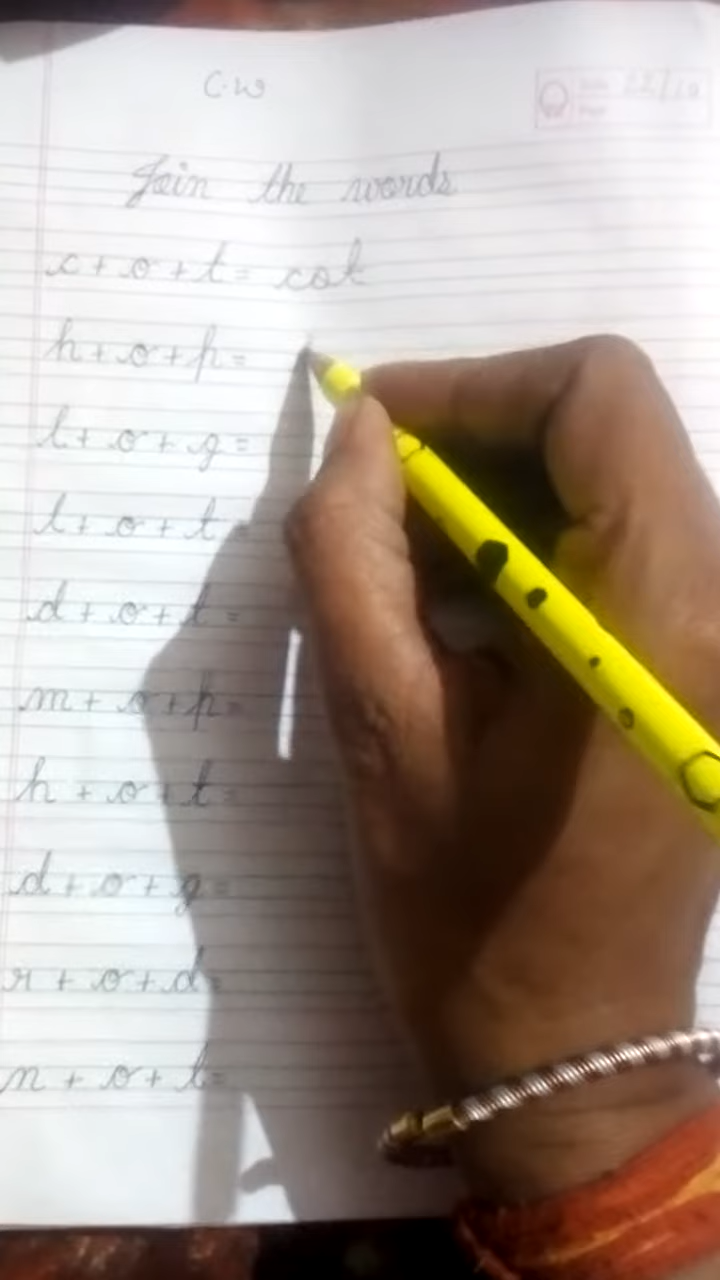 C.W
Join the words
c + o + t = cot
h + o + p =
l + o + g =
l + o + t =
d + o + t =
m + o + p =
h + o + t =
d + o + g =
r + o + d =
n + o + t =